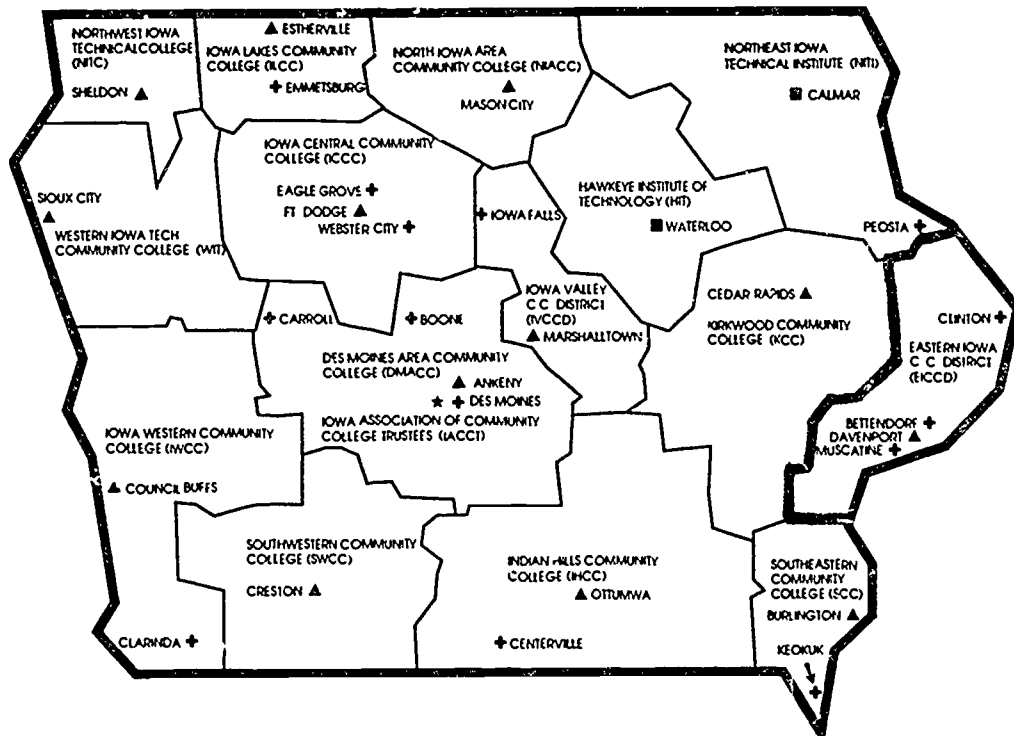 NORTHWEST IOWA
TECHNICAL COLLEGE
(NITC)
SHELDON
ESTHERVILLE
IOWA LAKES COMMUNITY
COLLEGE (ILCC)
EMMETSBURG
NORTH IOWA AREA
COMMUNITY COLLEGE (NIACC)
MASON CITY
NORTHEAST IOWA
TECHNICAL INSTITUTE (NITI)
CALMAR
IOWA CENTRAL COMMUNITY
COLLEGE (ICCC)
EAGLE GROVE
FT. DODGE
WEBSTER CITY
IOWA FALLS
HAWKEYE INSTITUTE OF
TECHNOLOGY (HIT)
WATERLOO
PEOSTA
SIOUX CITY
WESTERN IOWA TECH
COMMUNITY COLLEGE (WIT)
CARROLL
BOONE
IOWA VALLEY
C.C. DISTRICT
(IVCCD)
MARSHALLTOWN
CEDAR RAPIDS
KIRKWOOD COMMUNITY
COLLEGE (KCC)
CLINTON
EASTERN IOWA
C.C. DISTRICT
(EICCD)
BETTENDORF
DAVENPORT
MUSCATINE
DES MOINES AREA COMMUNITY
COLLEGE (DMACC)
ANKENY
DES MOINES
IOWA ASSOCIATION OF COMMUNITY
COLLEGE TRUSTEES (IACCT)
IOWA WESTERN COMMUNITY
COLLEGE (IWCC)
COUNCIL BUFFS
CLARINDA
SOUTHWESTERN COMMUNITY
COLLEGE (SWCC)
CRESTON
INDIAN HILLS COMMUNITY
COLLEGE (IHCC)
OTTUMWA
CENTERVILLE
SOUTHEASTERN
COMMUNITY
COLLEGE (SCC)
BURLINGTON
KEOKUK